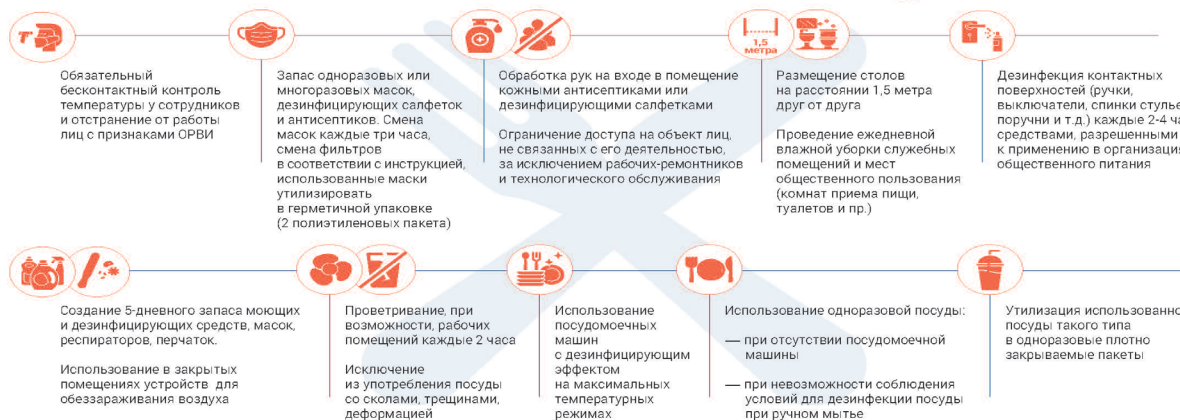 Обязательный
бесконтактный контроль
температуры у сотрудников
и отстранение от работы
лиц с признаками ОРВИ
Запас одноразовых или
многоразовых масок,
дезинфицирующих салфеток
и антисептиков. Смена
масок каждые три часа,
смена фильтров
в соответствии с инструкцией,
использованные маски
утилизировать
в герметичной упаковке
(2 полиэтиленовых пакета)
Обработка рук на входе в помещение
кожными антисептиками или
дезинфицирующими салфетками
Ограничение доступа на объект лиц,
не связанных с его деятельностью,
за исключением рабочих-ремонтников
и технологического обслуживания
1,5
метра
Размещение столов
на расстоянии 1,5 метра
друг от друга
Проведение ежедневной
влажной уборки служебных
помещений и мест
общественного пользования
(комнат приема пищи,
туалетов и пр.)
Дезинфекция контактных
поверхностей (ручки,
выключатели, спинки стулье
поручни и т.д.) каждые 2-4 ча
средствами, разрешенными
к применению в организация
общественного питания
Создание 5-дневного запаса моющих
и дезинфицирующих средств, масок,
респираторов, перчаток.
Использование в закрытых
помещениях устройств для
обеззараживания воздуха
Проветривание, при
возможности, рабочих
помещений каждые 2 часа
Исключение
из употребления посуды
со сколами, трещинами,
деформацией
Использование
посудомоечных
машин
с дезинфицирующим
эффектом
на максимальных
температурных
режимах
Использование одноразовой посуды:
— при отсутствии посудомоечной
машины
— при невозможности соблюдения
условий для дезинфекции посуды
при ручном мытье
Утилизация использованно
посуды такого типа
в одноразовые плотно
закрываемые пакеты